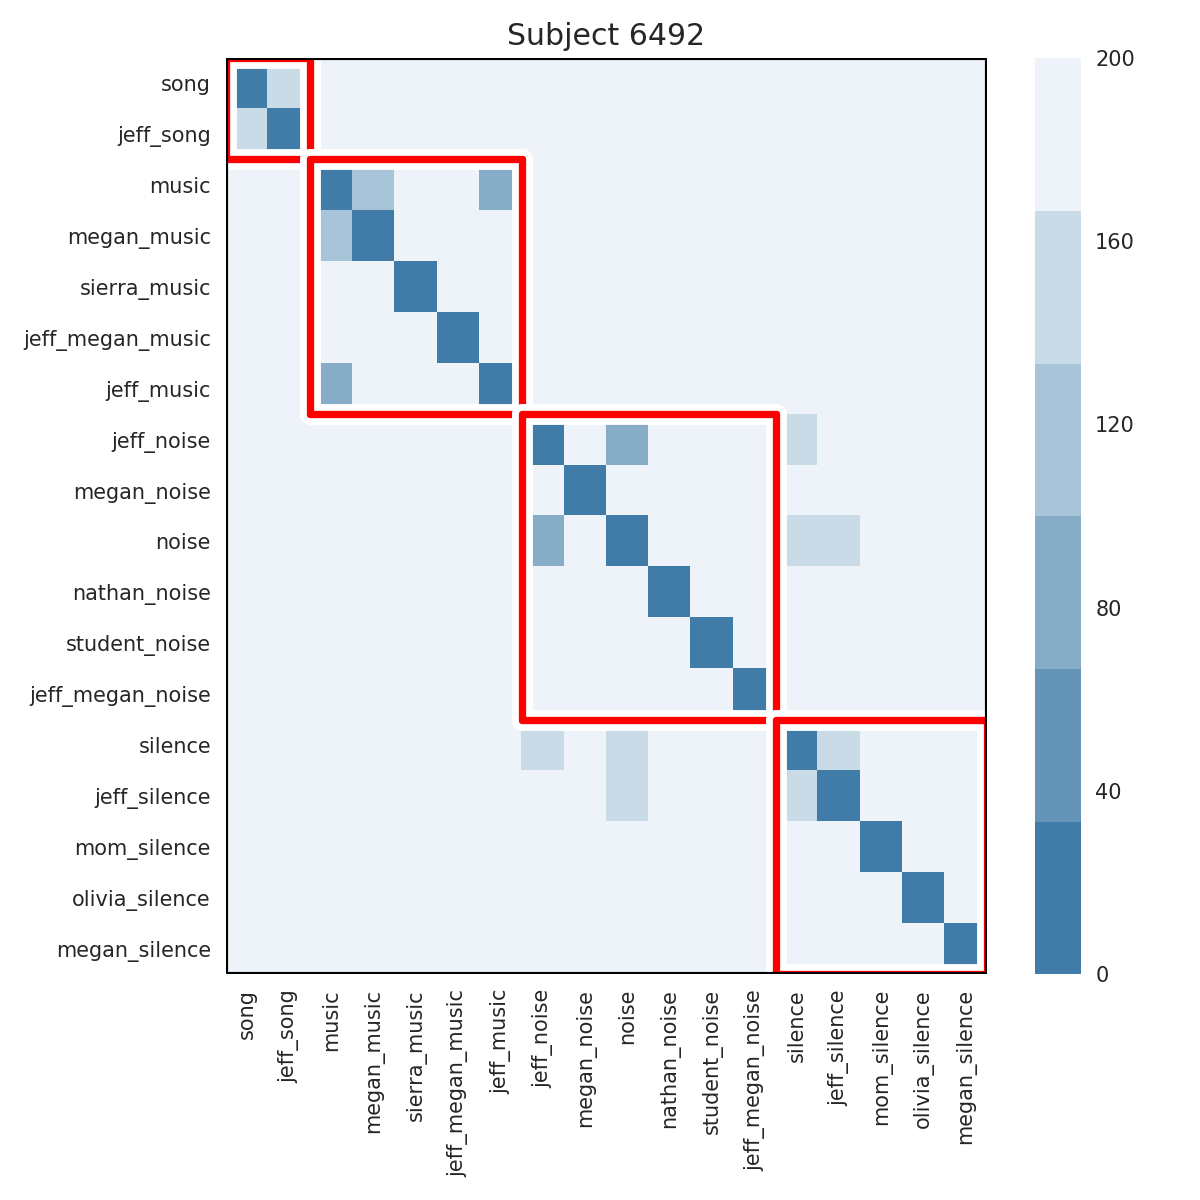 Subject 6492
song
jeff_song
music
megan_music
sierra_music
jeff_megan_music
jeff_music
jeff_noise
megan_noise
noise
nathan_noise
student_noise
jeff_megan_noise
silence
jeff_silence
mom_silence
olivia_silence
megan_silence
song
jeff_song
music
megan_music
sierra_music
jeff_megan_music
jeff_music
jeff_noise
megan_noise
noise
nathan_noise
student_noise
jeff_megan_noise
silence
jeff_silence
mom_silence
olivia_silence
megan_silence
200
160
120
80
40
0